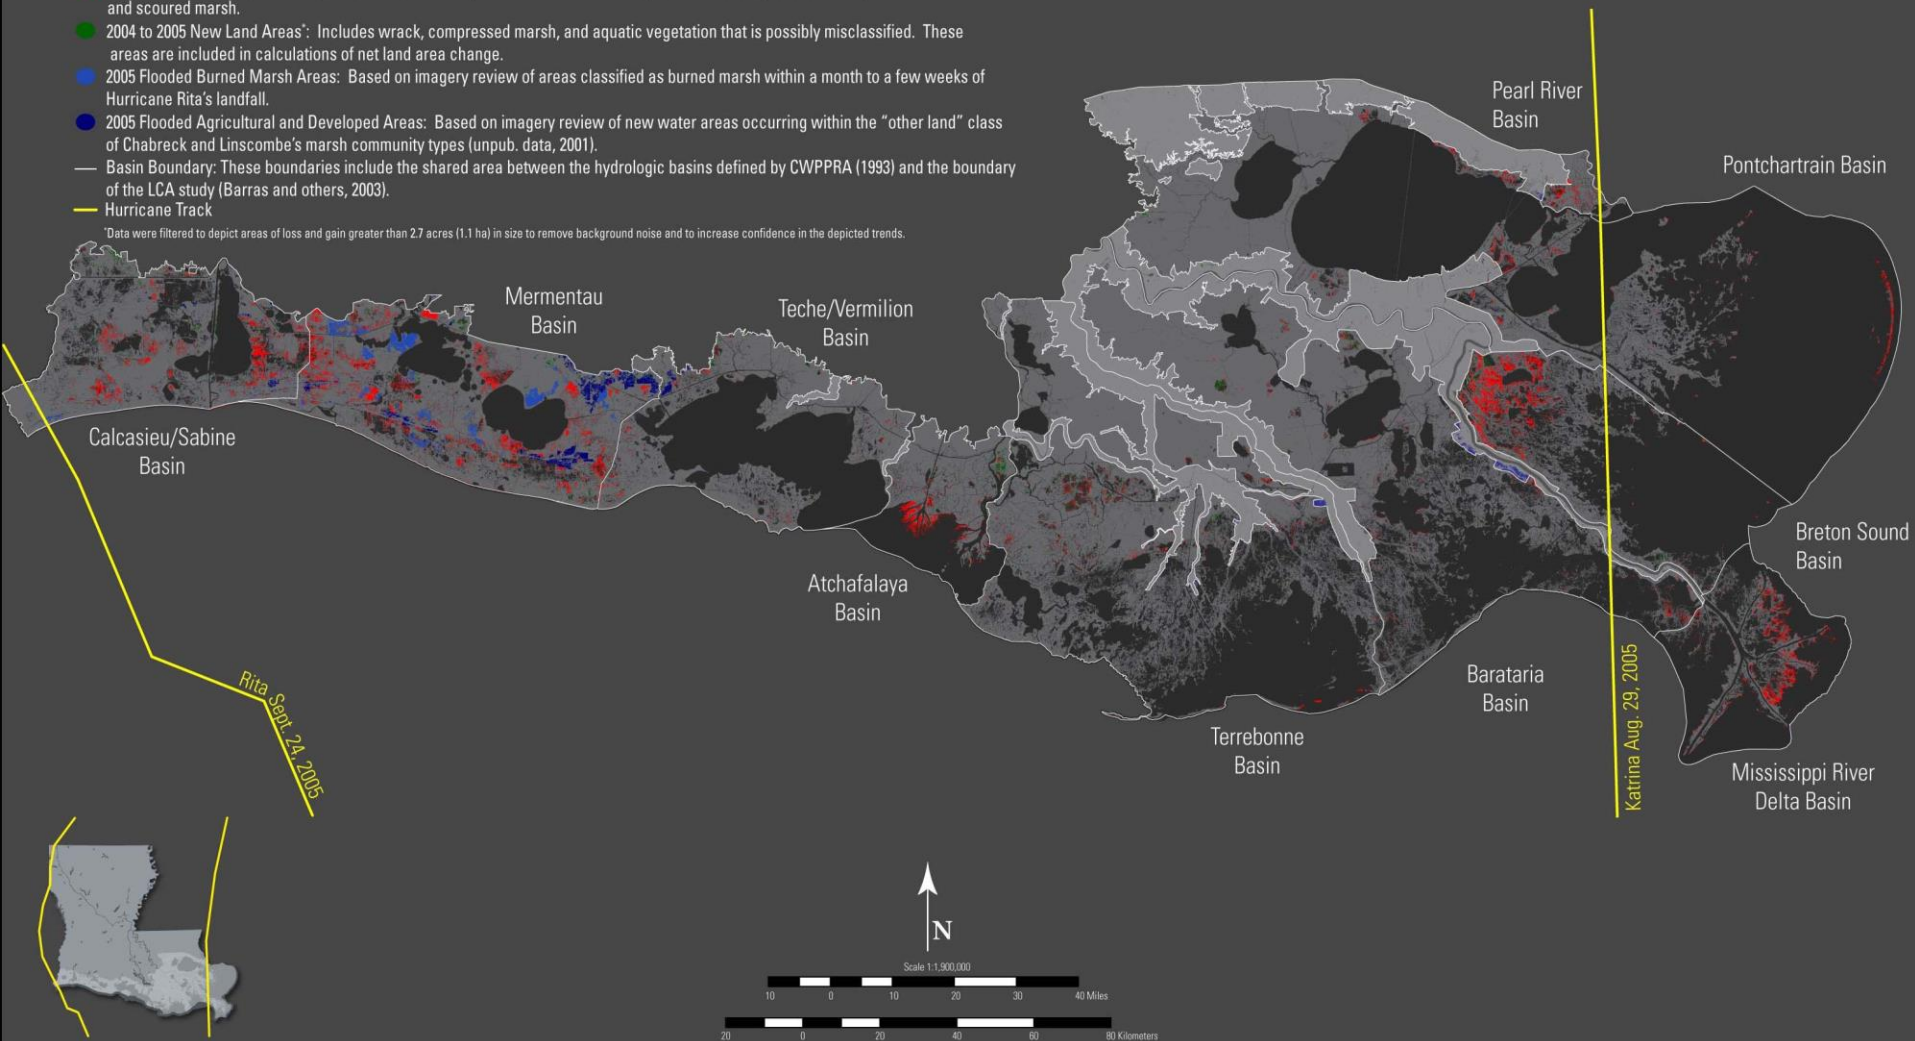 and scoured marsh.
2004 to 2005 New Land Areas*: Includes wrack, compressed marsh, and aquatic vegetation that is possibly misclassified. These
areas are included in calculations of net land area change.
2005 Flooded Burned Marsh Areas: Based on imagery review of areas classified as burned marsh within a month to a few weeks of
Hurricane Rita's landfall.
2005 Flooded Agricultural and Developed Areas: Based on imagery review of new water areas occurring within the “other land” class
of Chabreck and Linscombe's marsh community types (unpub. data, 2001).
Basin Boundary: These boundaries include the shared area between the hydrologic basins defined by CWPPRA (1993) and the boundary
of the LCA study (Barras and others, 2003).
Hurricane Track
*Data were filtered to depict areas of loss and gain greater than 2.7 acres (1.1 ha) in size to remove background noise and to increase confidence in the depicted trends.
Pearl River
Basin
Pontchartrain Basin
Mermentau
Basin
Teche/Vermilion
Basin
Calcasieu/Sabine
Basin
Breton Sound
Basin
Atchafalaya
Basin
Barataria
Basin
Terrebonne
Basin
Mississippi River
Delta Basin
Rita Sept. 24, 2005
Katrina Aug. 29, 2005
N
Scale 1:1,900,000
10 0 10 20 30 40 Miles
20 0 20 40 60 80 Kilometers